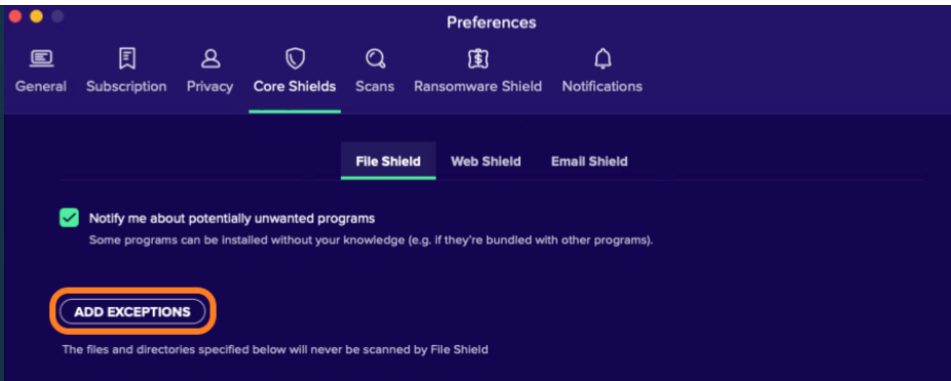 Preferences
General Subscription Privacy Core Shields Scans Ransomware Shield Notifications
File Shield Web Shield Email Shield
Notify me about potentially unwanted programs
Some programs can be installed without your knowledge (e.g. if they're bundled with other programs).
ADD EXCEPTIONS
The files and directories specified below will never be scanned by File Shield